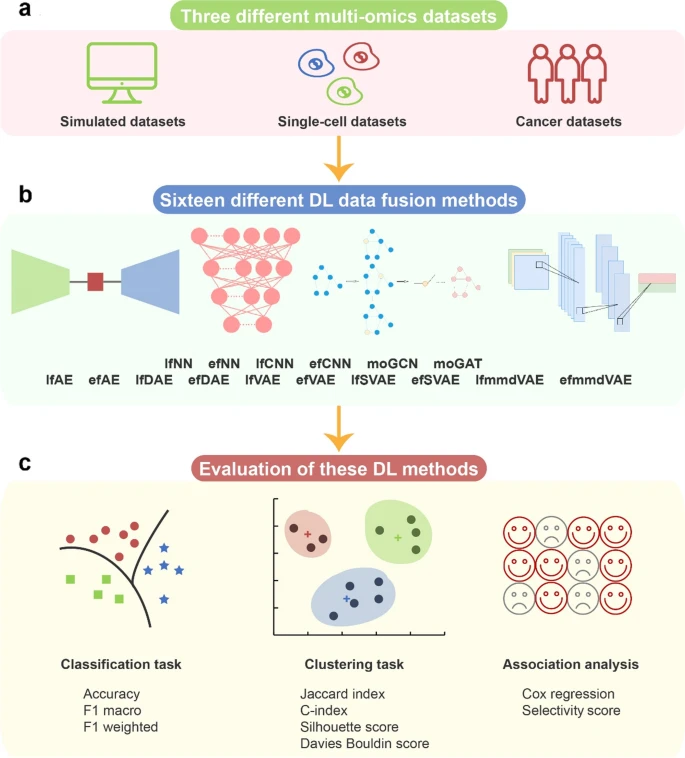 a
Three different multi-omics datasets
Simulated datasets
Single-cell datasets
Cancer datasets
b
Sixteen different DL data fusion methods
lfNN efNN lfCNN efCNN moGCN moGAT
lfAE efAE lfDAE efDAE lfVAE efVAE lfSVAE efSVAE lfmmdVAE efmmdVAE
c
Evaluation of these DL methods
Classification task
Accuracy
F1 macro
F1 weighted
Clustering task
Jaccard index
C-index
Silhouette score
Davies Bouldin score
Association analysis
Cox regression
Selectivity score